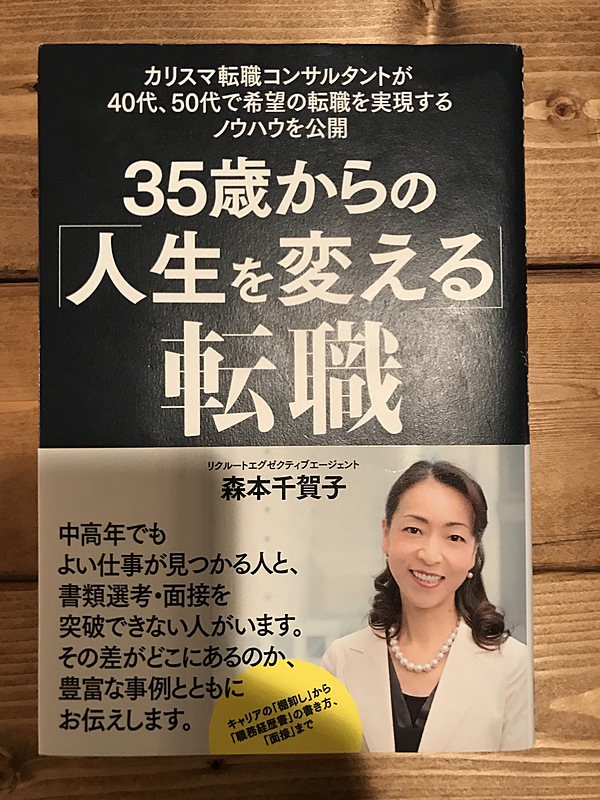 カリスマ転職コンサルタントが
40代、50代で希望の転職を実現する
ノウハウを公開
35歳からの
「人生を変える」
転職
リクルートエグゼクティブエージェント
森本千賀子
中高年でも
よい仕事が見つかる人と、
書類選考・面接を
突破できない人がいます。
その差がどこにあるのか、
豊富な事例とともに
お伝えします。
キャリアの「棚卸し」から
「職務経歴書」の書き方、
「面接」まで